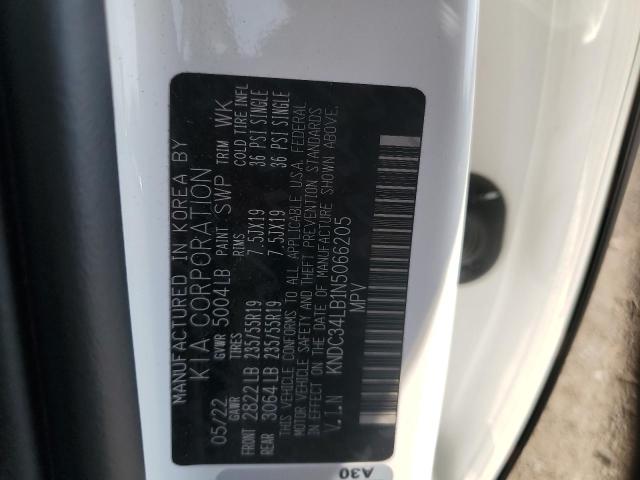 MANUFACTURED IN KOREA BY
KIA CORPORATION
05/22 GVWR 5004LB PAINT SWP TRIM WK
GAWR TIRES RIMS COLD TIRE INFL
FRONT 2822LB 235/55R19 7.5JX19 36 PSI SINGLE
REAR 3064LB 235/55R19 7.5JX19 36 PSI SINGLE
THIS VEHICLE CONFORMS TO ALL APPLICABLE U.S.A. FEDERAL
MOTOR VEHICLE SAFETY AND THEFT PREVENTION STANDARDS
IN EFFECT ON THE DATE OF MANUFACTURE SHOWN ABOVE.
V.I.N KNDC34LB1N5066205
MPV
A30